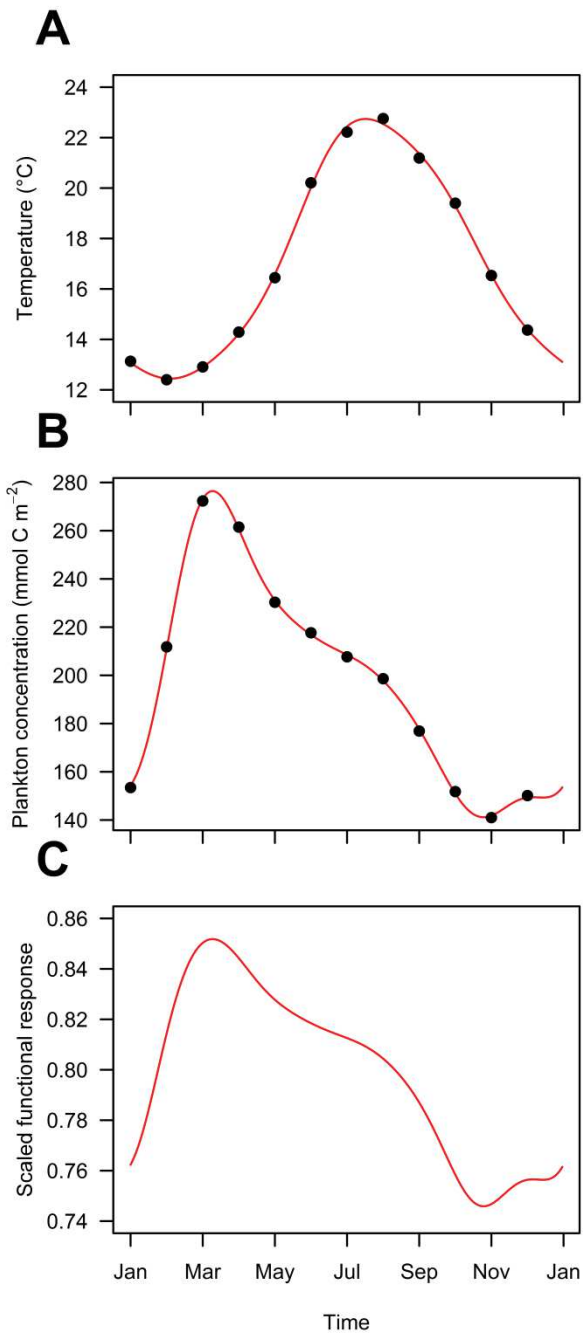 A
24
22
20
18
16
14
12
Temperature (°C)
B
280
260
240
220
200
180
160
140
Plankton concentration (mmol C m−2)
C
0.86
0.84
0.82
0.80
0.78
0.76
0.74
Scaled functional response
Jan Mar May Jul Sep Nov Jan
Time